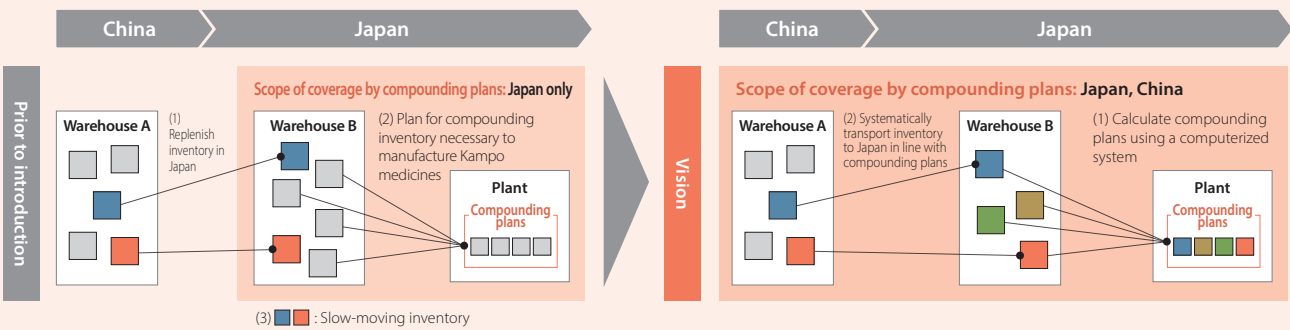 China
Japan
Prior to introduction
Scope of coverage by compounding plans: Japan only
Warehouse A
(1)
Replenish
inventory in
Japan
Warehouse B
(2) Plan for compounding
inventory necessary to
manufacture Kampo
medicines
Plant
Compounding
plans
(3) : Slow-moving inventory
China
Japan
Vision
Scope of coverage by compounding plans: Japan, China
Warehouse A
(2) Systematically
transport inventory
to Japan in line with
compounding plans
Warehouse B
(1) Calculate compounding
plans using a computerized
system
Plant
Compounding
plans